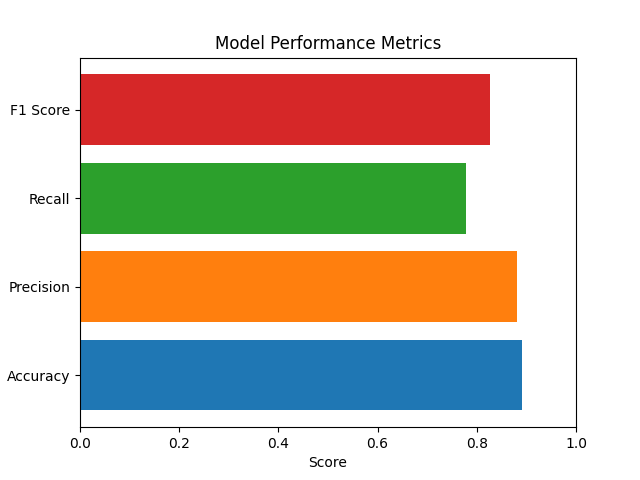 Model Performance Metrics
F1 Score
Recall
Precision
Accuracy
0.0 0.2 0.4 0.6 0.8 1.0
Score